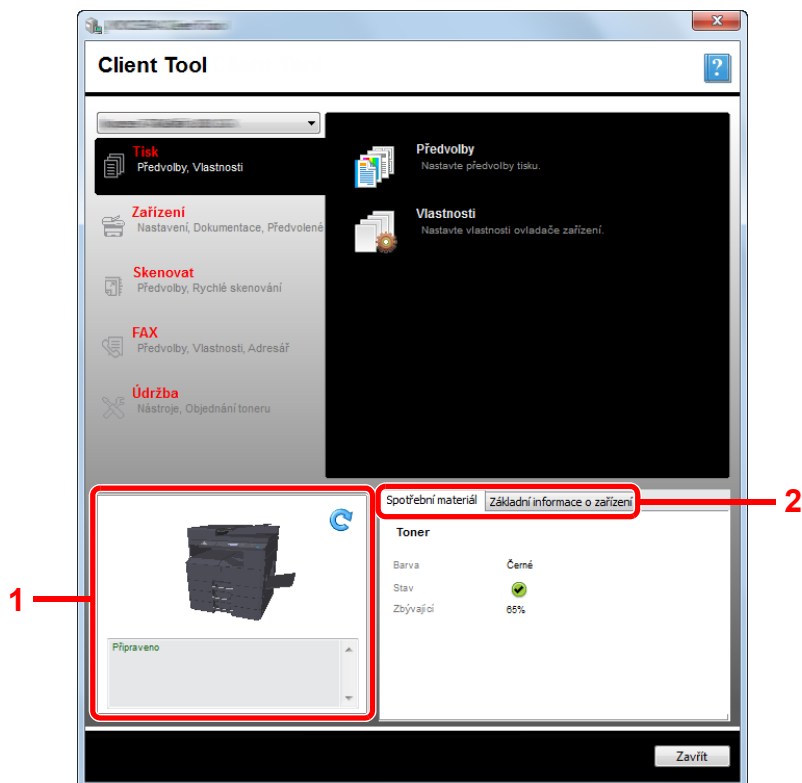 Client Tool
?
Tisk
Předvolby, Vlastnosti
Zařízení
Nastavení, Dokumentace, Předvolené
Skenovat
Předvolby, Rychlé skenování
FAX
Předvolby, Vlastnosti, Adresář
Údržba
Nástroje, Objednání toneru
Předvolby
Nastavte předvolby tisku.
Vlastnosti
Nastavte vlastnosti ovladače zařízení.
1
Připraveno
Spotřební materiál Základní informace o zařízení
2
Toner
Barva Černé
Stav
Zbývající 65%
Zavřít